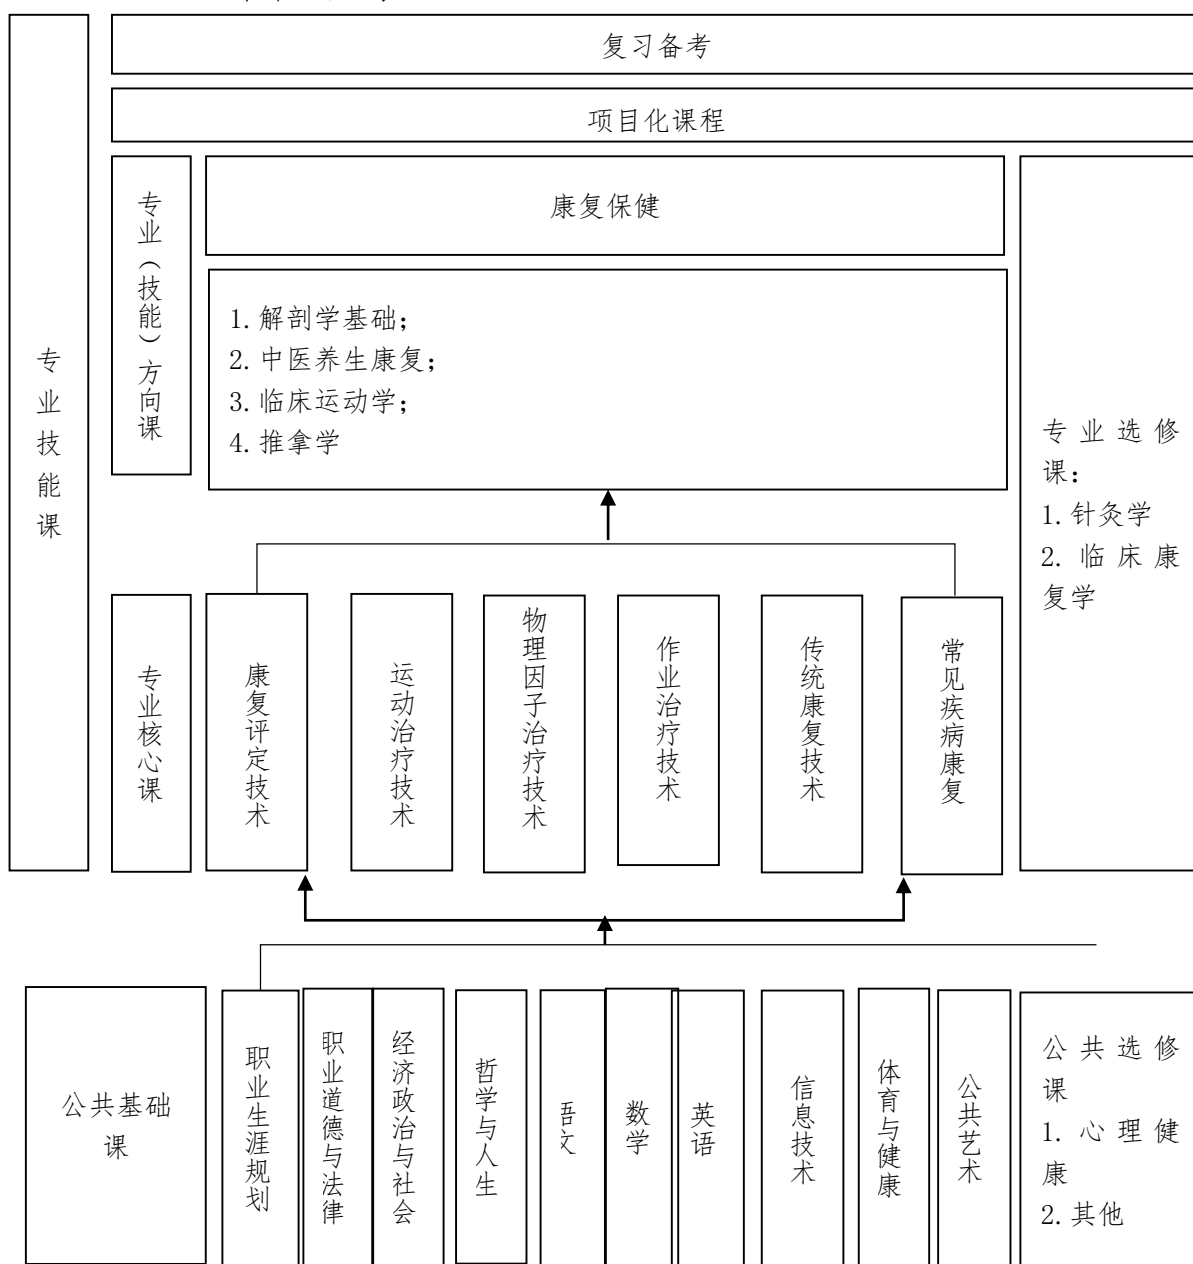 复习备考
项目化课程
专业技能课
专业（技能）方向课
康复保健
1.解剖学基础；
2.中医养生康复；
3.临床运动学；
4.推拿学
专业选修
课：
1.针灸学
2.临床康
复学
专业核心课
康复评定技术
运动治疗技术
物理因子治疗技术
作业治疗技术
传统康复技术
常见疾病康复
公共基础
课
职业生涯规划
职业道德与法律
经济政治与社会
哲学与人生
语文
数学
英语
信息技术
体育与健康
公共艺术
公共选修
课
1.心理健
康
2.其他